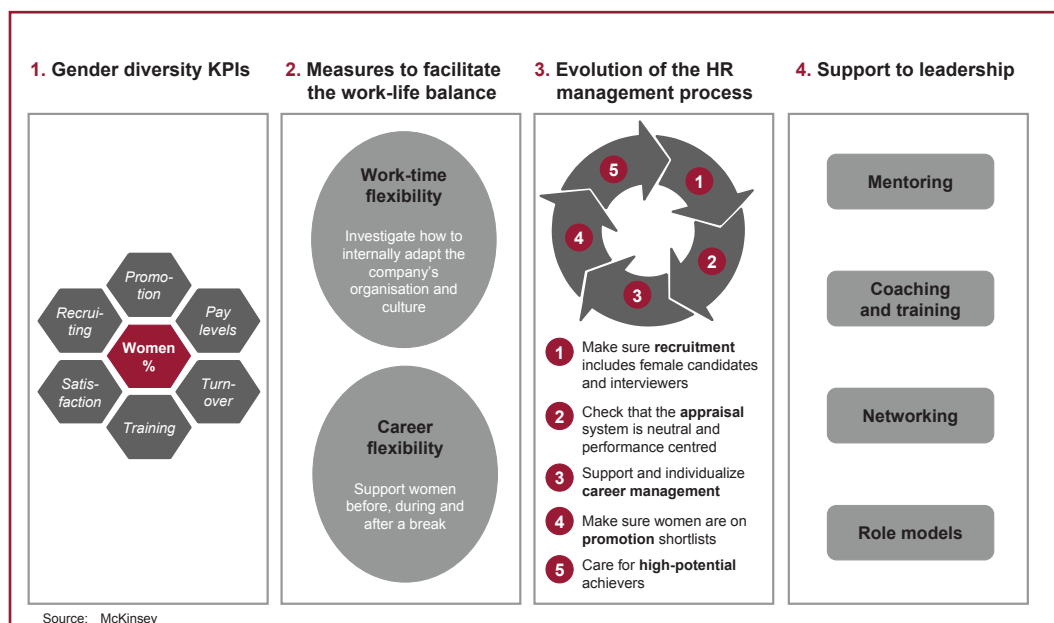 1. Gender diversity KPIs
2. Measures to facilitate
the work-life balance
3. Evolution of the HR
management process
4. Support to leadership
Promo-
tion
Recrui-
ting
Pay
levels
Women
%
Satis-
faction
Turn-
over
Training
Work-time
flexibility
Investigate how to
internally adapt the
company's
organisation and
culture
Career
flexibility
Support women
before, during and
after a break
5
1
4
2
3
1 Make sure recruitment
includes female candidates
and interviewers
2 Check that the appraisal
system is neutral and
performance centred
3 Support and individualize
career management
4 Make sure women are on
promotion shortlists
5 Care for high-potential
achievers
Mentoring
Coaching
and training
Networking
Role models
Source: McKinsey